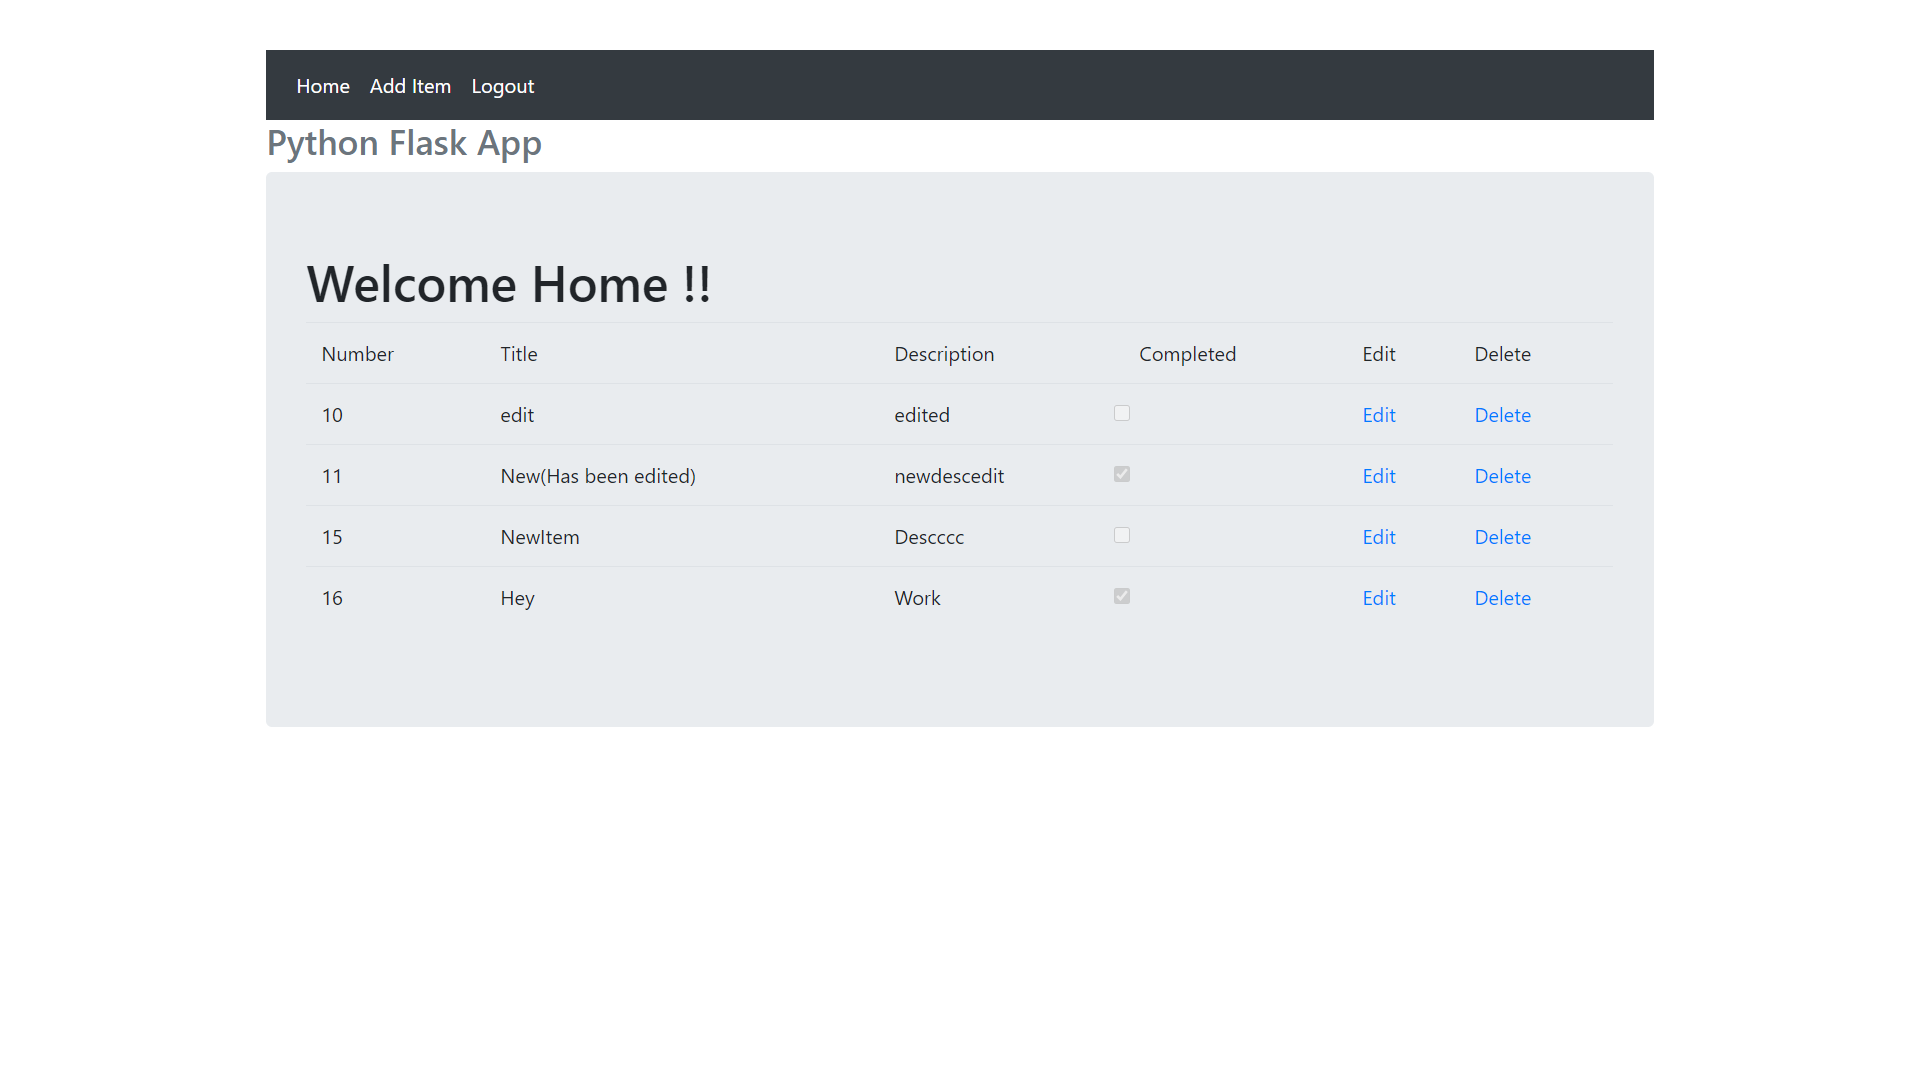 Home Add Item Logout
Python Flask App
Welcome Home !!
Number Title Description Completed Edit Delete
10 edit edited Edit Delete
11 New(Has been edited) newdescedit Edit Delete
15 NewItem Descccc Edit Delete
16 Hey Work Edit Delete